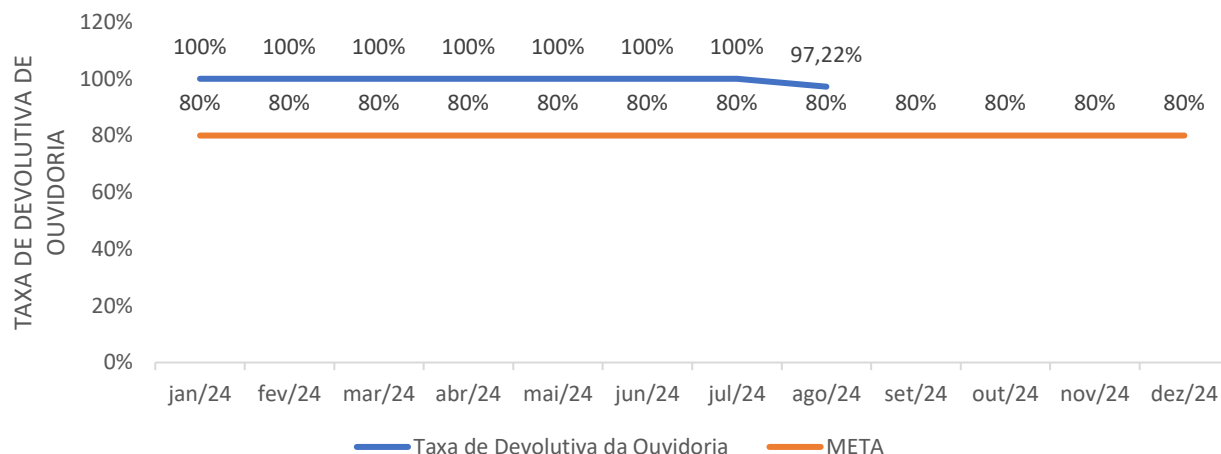 TAXA DE DEVOLUTIVA DE
OUVIDORIA
120%
100%
80%
60%
40%
20%
0%
100% 100% 100% 100% 100% 100% 100% 97,22%
80% 80% 80% 80% 80% 80% 80% 80% 80% 80% 80% 80%
jan/24 fev/24 mar/24 abr/24 mai/24 jun/24 jul/24 ago/24 set/24 out/24 nov/24 dez/24
Taxa de Devolutiva da Ouvidoria META